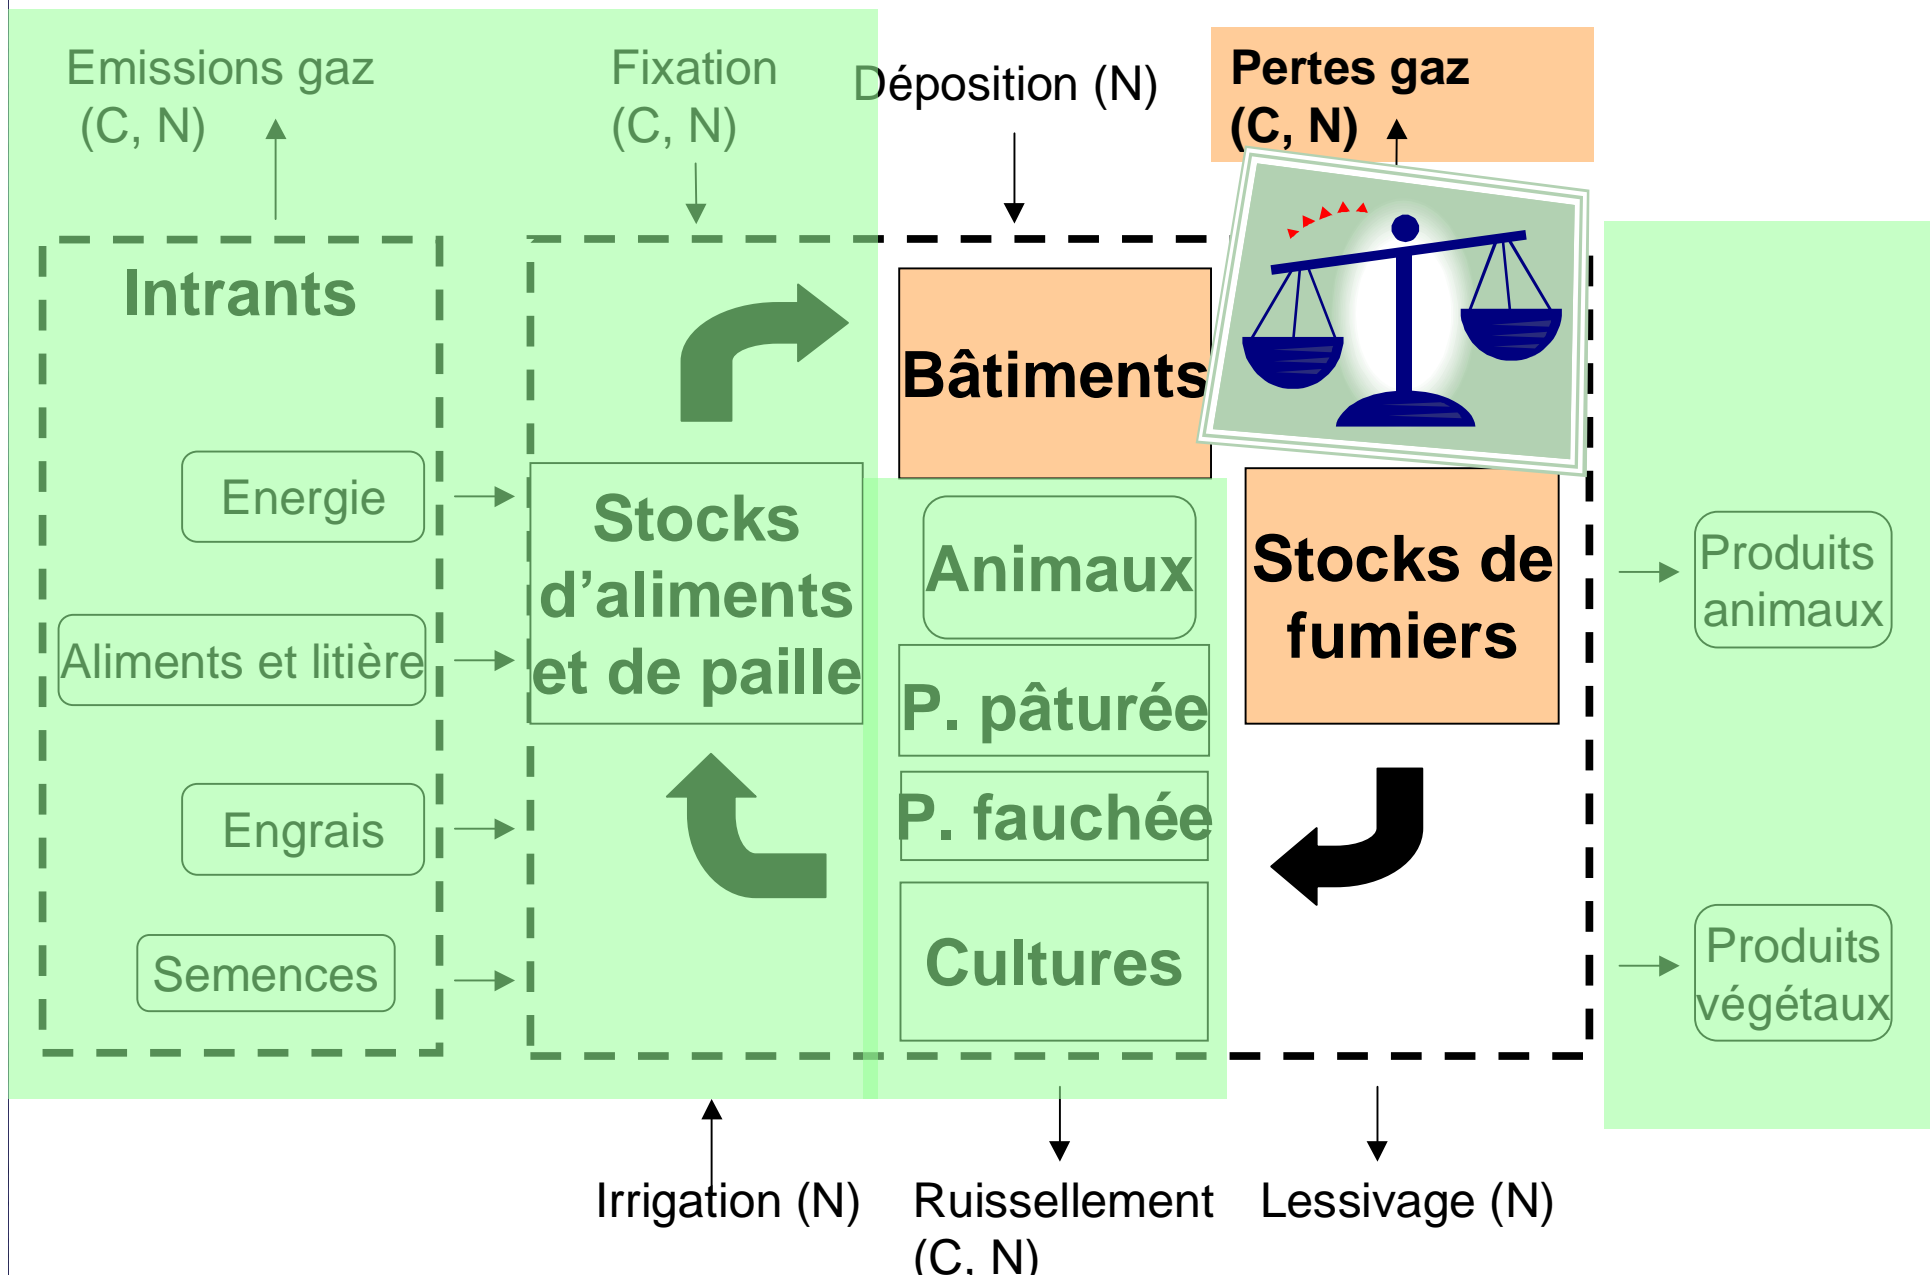 Emissions gaz
(C, N)
Fixation
(C, N)
Déposition (N)
Pertes gaz
(C, N)
Intrants
Energie
Aliments et litière
Engrais
Semences
Stocks
d’aliments
et de paille
Bâtiments
Animaux
P. pâturée
P. fauchée
Cultures
Stocks de
fumiers
Produits
animaux
Produits
végétaux
Irrigation (N)
Ruissellement
(C, N)
Lessivage (N)